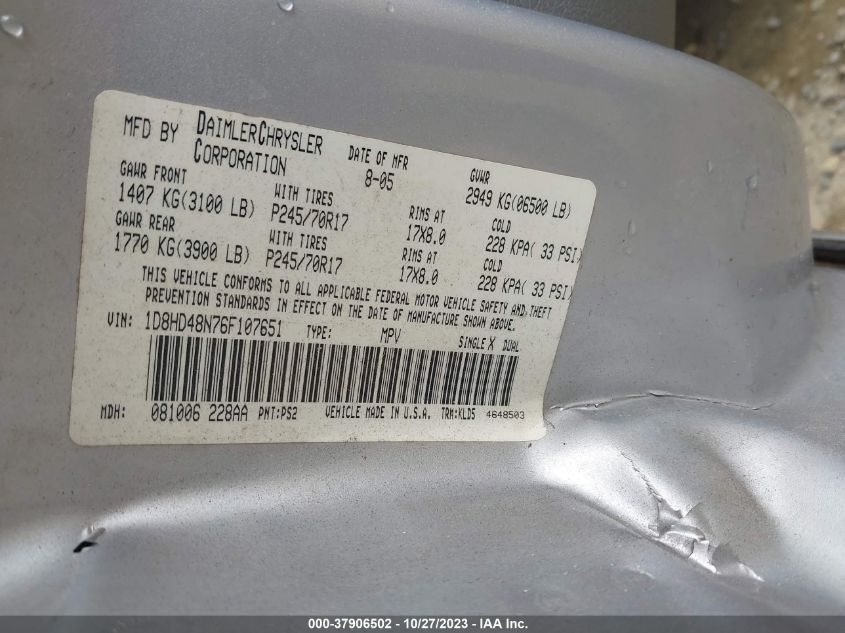 MFD BY DAIMLERCHRYSLER CORPORATION DATE OF MFR 8-05 GVWR 2949 KG(06500 LB)
GAWR FRONT WITH TIRES RIMS AT COLD
1407 KG(3100 LB) P245/70R17 17X8.0 228 KPA( 33 PSI)
GAWR REAR WITH TIRES RIMS AT COLD
1770 KG(3900 LB) P245/70R17 17X8.0 228 KPA( 33 PSI)
THIS VEHICLE CONFORMS TO ALL APPLICABLE FEDERAL MOTOR VEHICLE SAFETY AND THEFT
PREVENTION STANDARDS IN EFFECT ON THE DATE OF MANUFACTURE SHOWN ABOVE.
VIN: 1D8HD48N76F107651 TYPE: MPV SINGLE X DUAL
MDH: 081006 228AA PNT:PS2 VEHICLE MADE IN U.S.A. TRM:KLD5 4648503
000-37906502 - 10/27/2023 - IAA Inc.